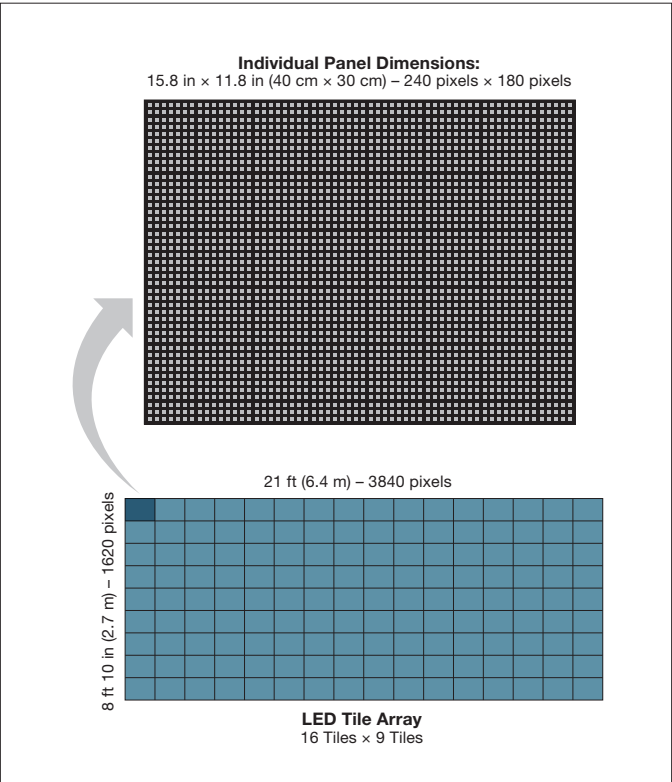 Individual Panel Dimensions:
15.8 in × 11.8 in (40 cm × 30 cm) – 240 pixels × 180 pixels
21 ft (6.4 m) – 3840 pixels
8 ft 10 in (2.7 m) – 1620 pixels
LED Tile Array
16 Tiles × 9 Tiles